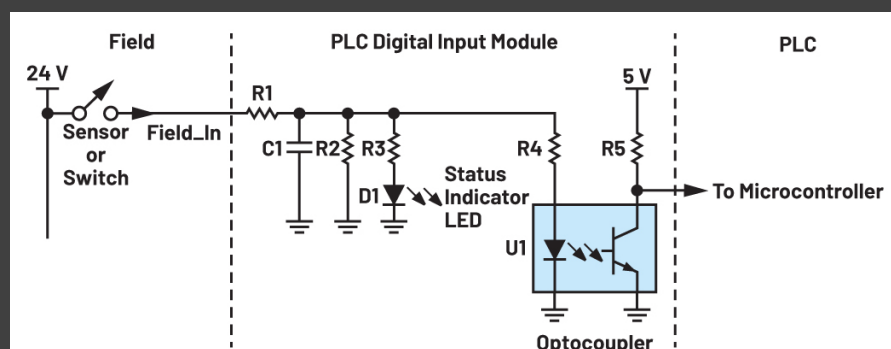 Field
PLC Digital Input Module
PLC
24 V
5 V
R1
Sensor
or
Switch
Field_In
C1
R2
R3
R4
R5
D1
Status
Indicator
LED
To Microcontroller
U1
Optocoupler